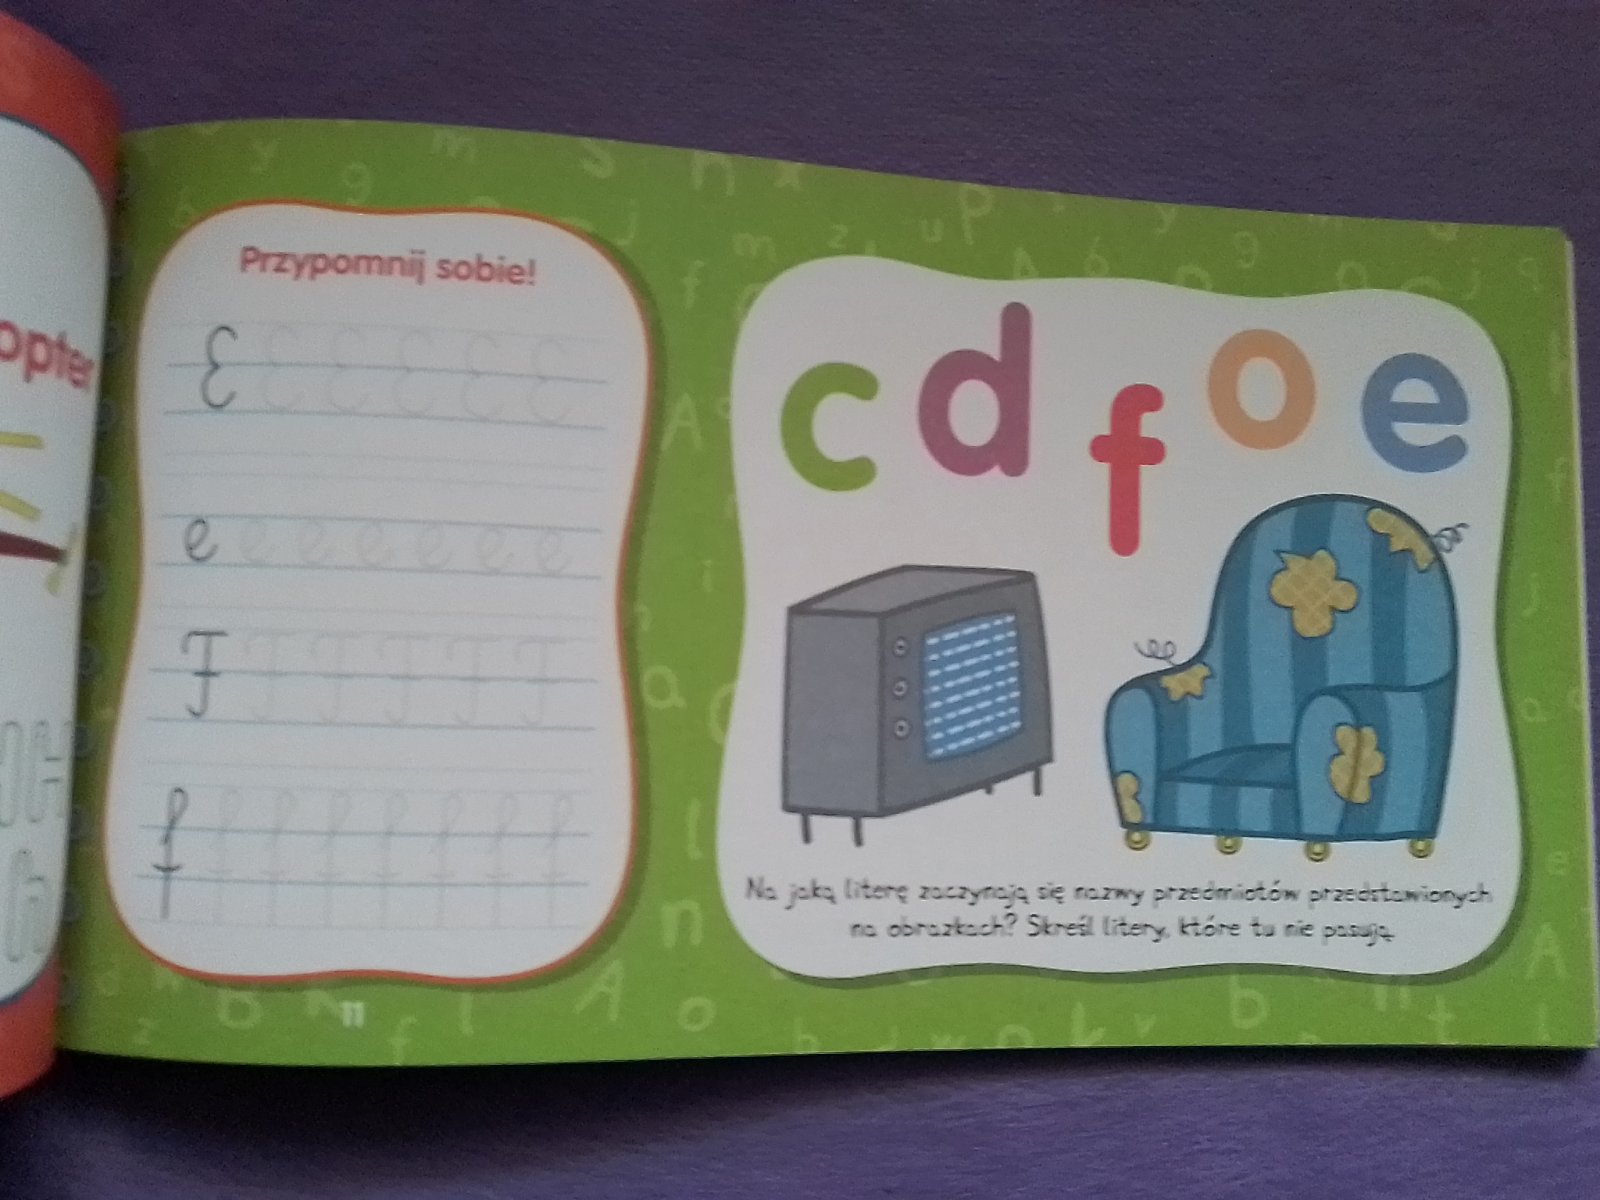 opter
Przypomnij sobie!
E E E E E E
e e e e e e e
F F F F F F
f f f f f f f f
11
c d f o e
Na jaką literę zaczynają się nazwy przedmiotów przedstawionych
na obrazkach? Skreśl litery, które tu nie pasują.